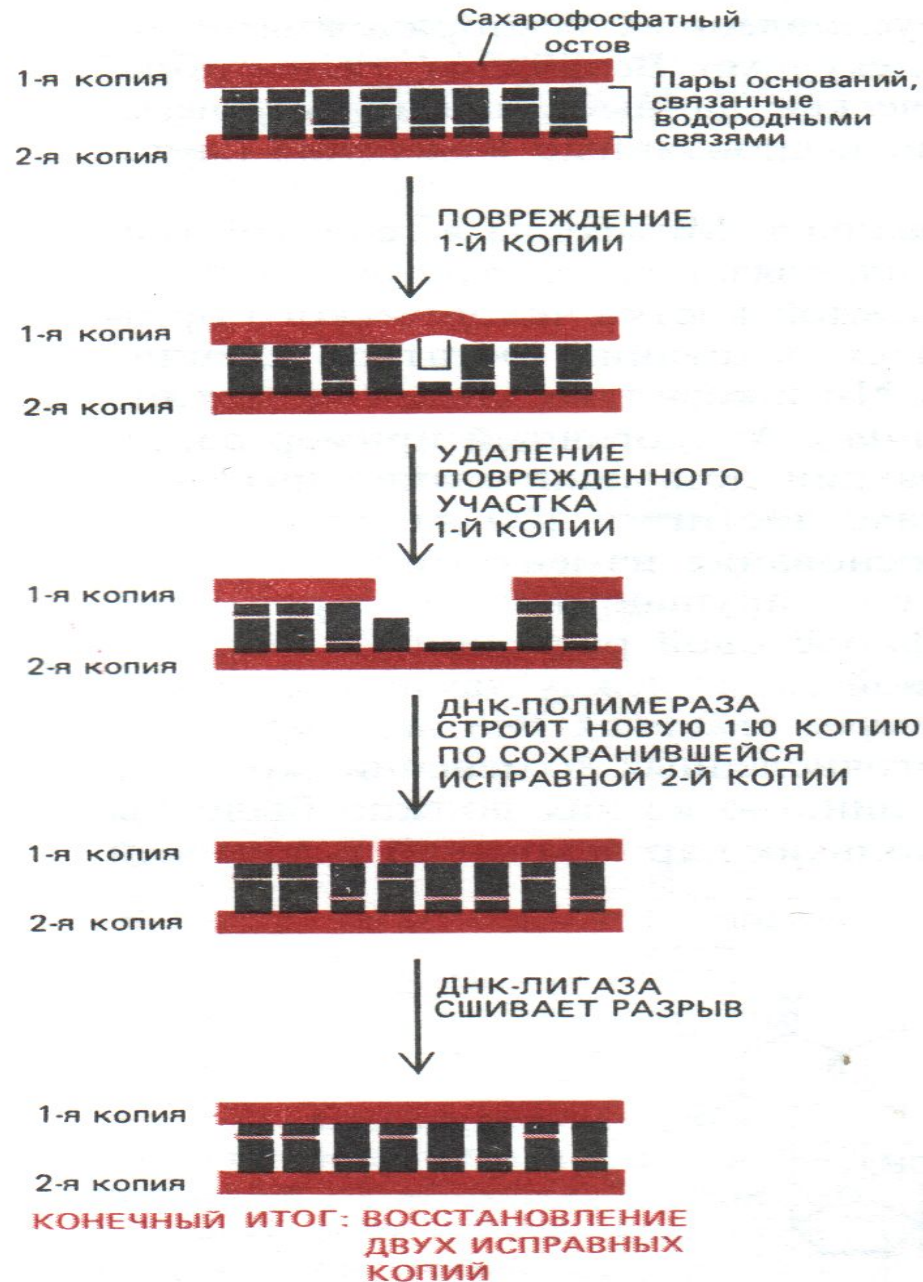 Сахарофосфатный
остов
1-я копия
Пары оснований,
связанные
водородными
связями
2-я копия
ПОВРЕЖДЕНИЕ
1-Й КОПИИ
1-я копия
2-я копия
УДАЛЕНИЕ
ПОВРЕЖДЕННОГО
УЧАСТКА
1-Й КОПИИ
1-я копия
2-я копия
ДНК-ПОЛИМЕРАЗА
СТРОИТ НОВУЮ 1-Ю КОПИЮ
ПО СОХРАНИВШЕЙСЯ
ИСПРАВНОЙ 2-Й КОПИИ
1-я копия
2-я копия
ДНК-ЛИГАЗА
СШИВАЕТ РАЗРЫВ
1-я копия
2-я копия
КОНЕЧНЫЙ ИТОГ: ВОССТАНОВЛЕНИЕ
ДВУХ ИСПРАВНЫХ
КОПИЙ